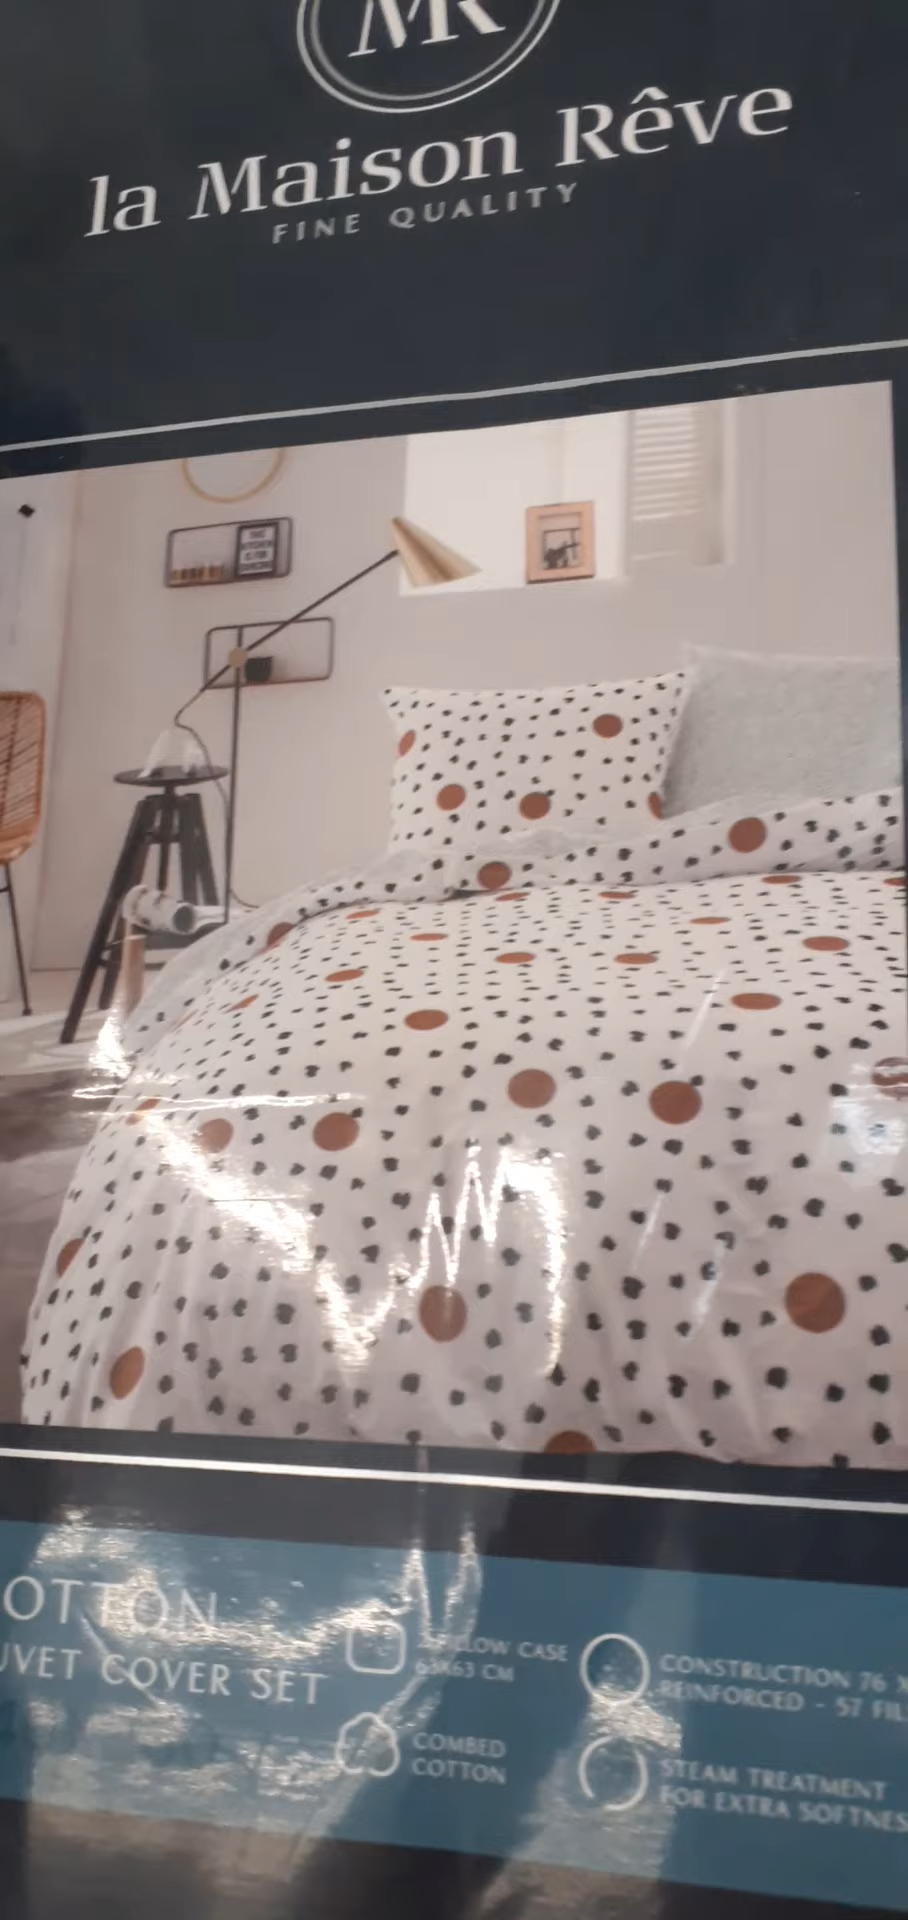 MR
la Maison Rêve
FINE QUALITY
OTTON
UVET COVER SET
PILLOW CASE
63X63 CM
COMBED
COTTON
CONSTRUCTION 76 X
REINFORCED - 57 FIL
STEAM TREATMENT
FOR EXTRA SOFTNES